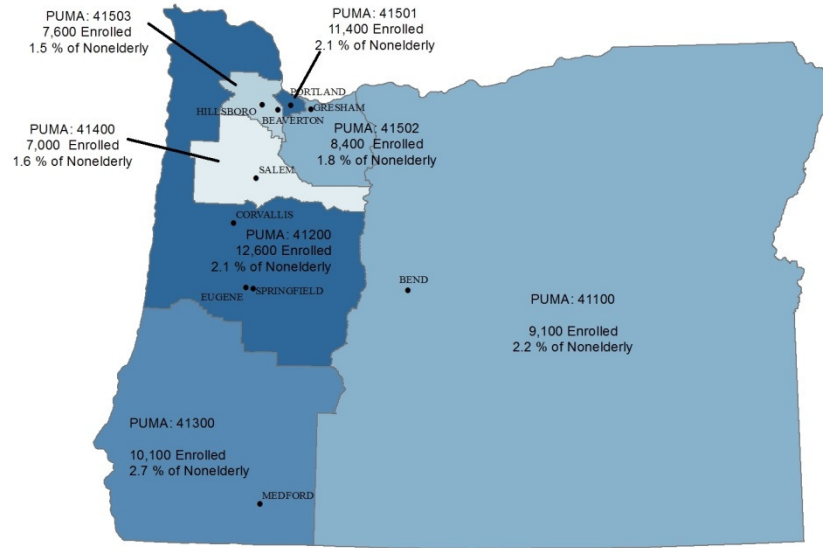 PUMA: 41503
7,600 Enrolled
1.5 % of Nonelderly
PUMA: 41501
11,400 Enrolled
2.1 % of Nonelderly
PORTLAND
HILLSBORO
GRESHAM
BEAVERTON
PUMA: 41502
8,400 Enrolled
1.8 % of Nonelderly
PUMA: 41400
7,000 Enrolled
1.6 % of Nonelderly
SALEM
CORVALLIS
PUMA: 41200
12,600 Enrolled
2.1 % of Nonelderly
EUGENE
SPRINGFIELD
BEND
PUMA: 41100
9,100 Enrolled
2.2 % of Nonelderly
PUMA: 41300
10,100 Enrolled
2.7 % of Nonelderly
MEDFORD